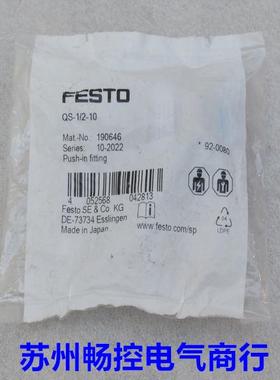 FESTO
QS-1/2-10
Mat.-No: 190646
Series: 10-2022
Push-in fitting
* 92-0080
4 052568 042813
Festo SE & Co. KG
DE-73734 Esslingen
Made in Japan
www.festo.com/sp
04
LDPE
苏州畅控电气商行